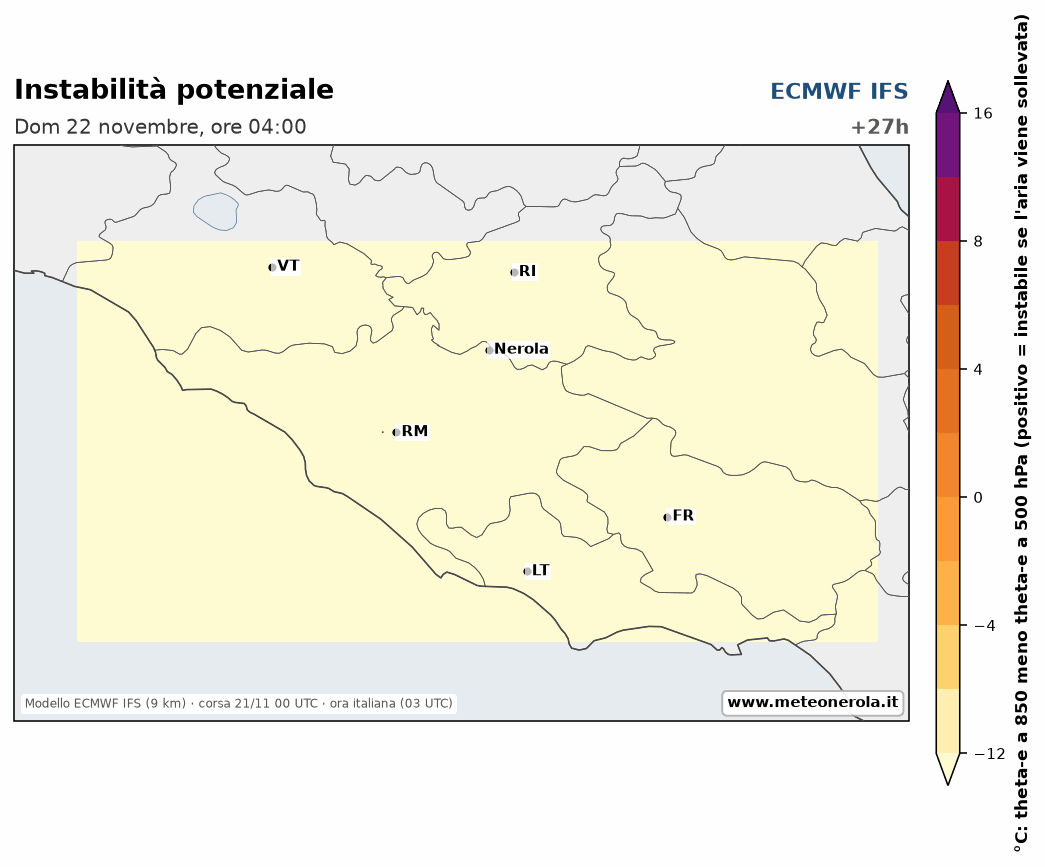 Instabilità potenziale
ECMWF IFS
Dom 22 novembre, ore 04:00
+27h
VT
RI
Nerola
RM
FR
LT
Modello ECMWF IFS (9 km) · corsa 21/11 00 UTC · ora italiana (03 UTC)
www.meteonerola.it
16
8
4
0
−4
−12
°C: theta-e a 850 meno theta-e a 500 hPa (positivo = instabile se l'aria viene sollevata)